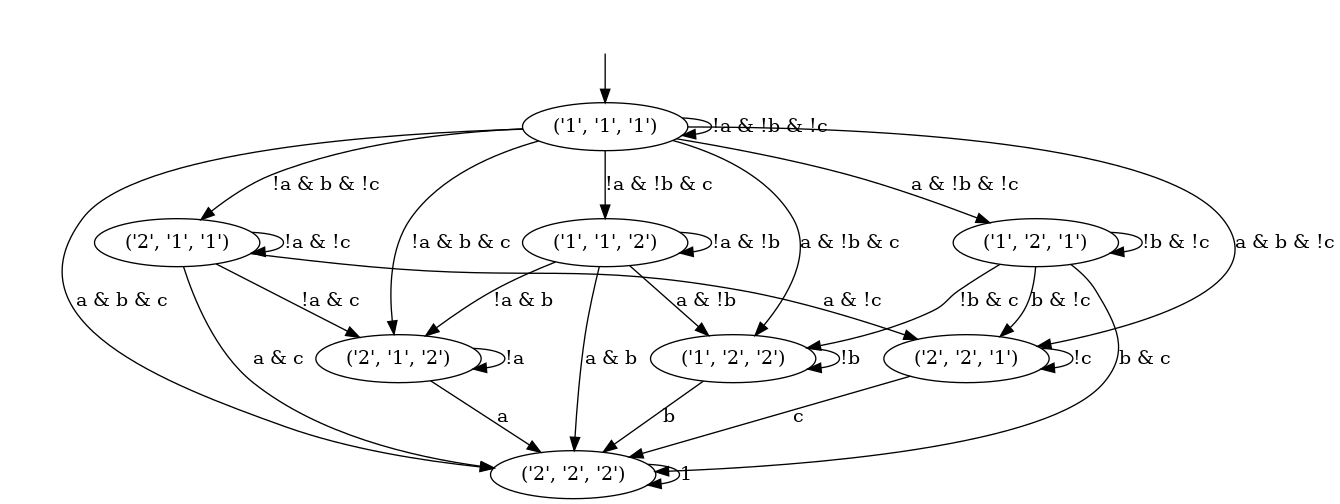 ('1', '1', '1')
!a & !b & !c
!a & b & !c
!a & !b & c
a & !b & !c
('2', '1', '1')
!a & !c
!a & b & c
('1', '1', '2')
!a & !b
a & !b & c
('1', '2', '1')
!b & !c
a & b & !c
a & b & c
!a & c
!a & b
a & !b
a & !c
!b & c
b & !c
a & c
('2', '1', '2')
!a
a & b
('1', '2', '2')
!b
('2', '2', '1')
!c
b & c
a
b
c
('2', '2', '2')
1